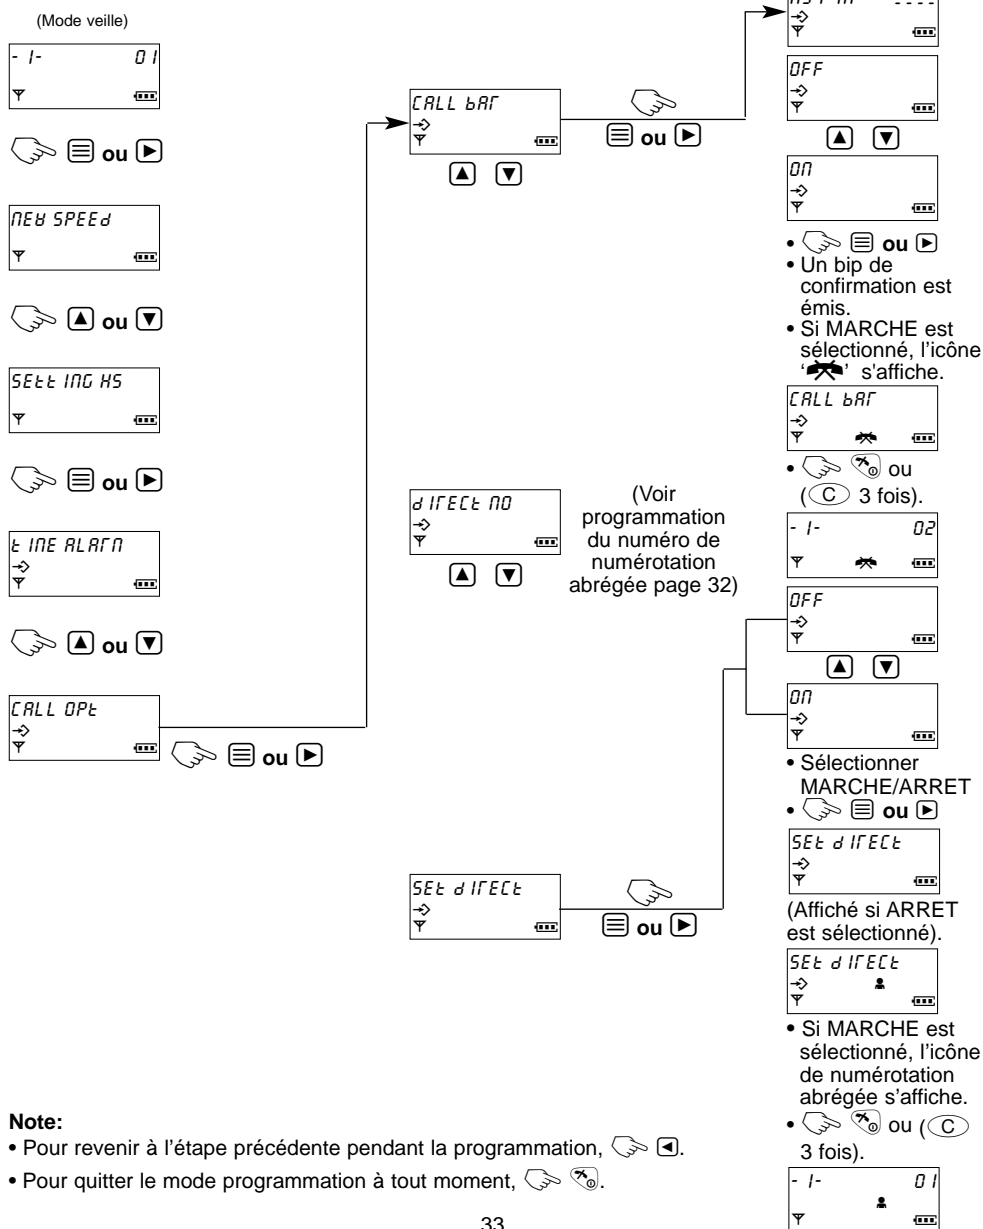 (Mode veille)
- 1- 01
ou
NEW SPEEd
ou
SEttING HS
ou
tIME ALArM
ou
CALL OPt
ou
CALL bAr
ou
dIrECt NO
(Voir
programmation
du numéro de
numérotation
abrégée page 32)
SEt dIrECt
ou
OFF
ON
• ou
• Un bip de
confirmation est
émis.
• Si MARCHE est
sélectionné, l’icône
‘ ’ s'affiche.
CALL bAr
• ou
(C 3 fois).
- 1- 02
OFF
ON
• Sélectionner
MARCHE/ARRET
• ou
SEt dIrECt
(Affiché si ARRET
est sélectionné).
SEt dIrECt
• Si MARCHE est
sélectionné, l’icône
de numérotation
abrégée s’affiche.
• ou (C
3 fois).
- 1- 01
Note:
• Pour revenir à l’étape précédente pendant la programmation, .
• Pour quitter le mode programmation à tout moment, .
33